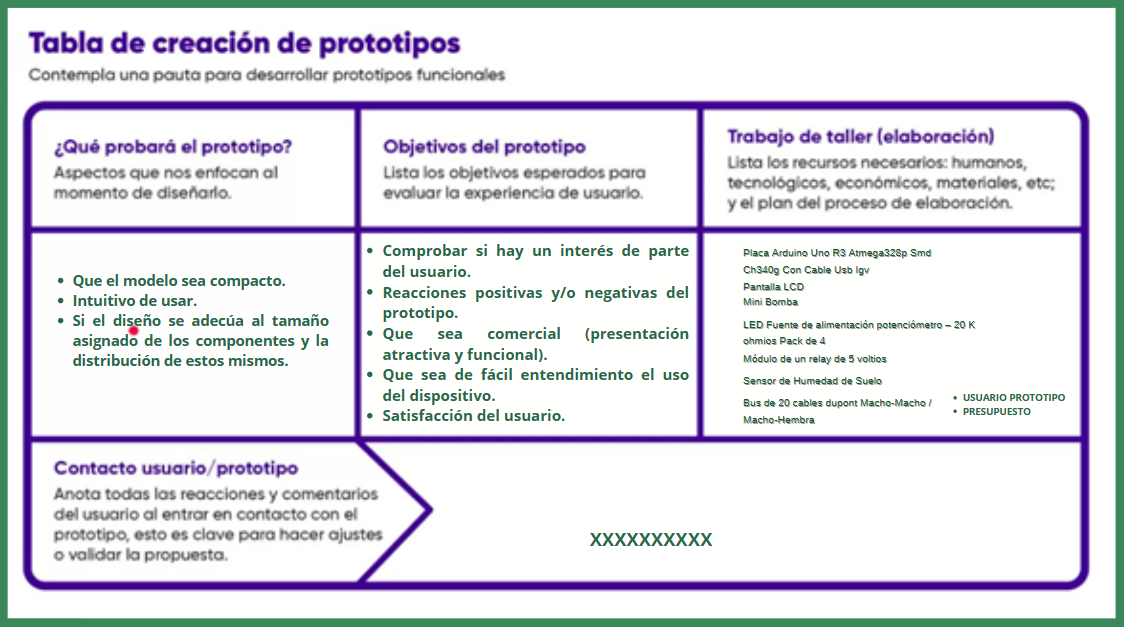 Tabla de creación de prototipos
Contempla una pauta para desarrollar prototipos funcionales
¿Qué probará el prototipo?
Aspectos que nos enfocan al
momento de diseñarlo.
Objetivos del prototipo
Lista los objetivos esperados para
evaluar la experiencia de usuario.
Trabajo de taller (elaboración)
Lista los recursos necesarios: humanos,
tecnológicos, económicos, materiales, etc;
y el plan del proceso de elaboración.
• Que el modelo sea compacto.
• Intuitivo de usar.
• Si el diseño se adecúa al tamaño
asignado de los componentes y la
distribución de estos mismos.
• Comprobar si hay un interés de parte
del usuario.
• Reacciones positivas y/o negativas del
prototipo.
• Que sea comercial (presentación
atractiva y funcional).
• Que sea de fácil entendimiento el uso
del dispositivo.
• Satisfacción del usuario.
Placa Arduino Uno R3 Atmega328p Smd
Ch340g Con Cable Usb Igv
Pantalla LCD
Mini Bomba
LED Fuente de alimentación potenciómetro – 20 K
ohmios Pack de 4
Módulo de un relay de 5 voltios
Sensor de Humedad de Suelo
Bus de 20 cables dupont Macho-Macho /
Macho-Hembra
• USUARIO PROTOTIPO
• PRESUPUESTO
Contacto usuario/prototipo
Anota todas las reacciones y comentarios
del usuario al entrar en contacto con el
prototipo, esto es clave para hacer ajustes
o validar la propuesta.
XXXXXXXXXX